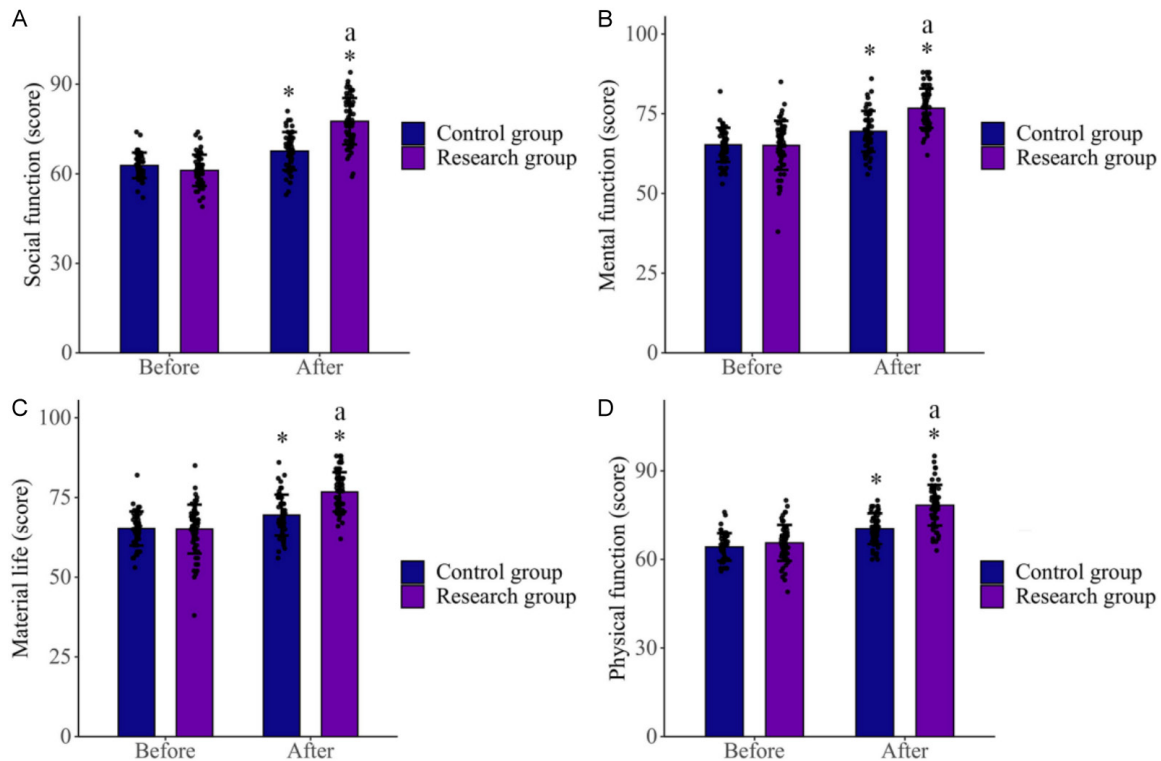 A
Social function (score)
90
60
30
0
*
a
*
Before
After
Control group
Research group
B
Mental function (score)
100
75
50
25
0
*
a
*
Before
After
Control group
Research group
C
Material life (score)
100
75
50
25
0
*
a
*
Before
After
Control group
Research group
D
Physical function (score)
90
60
30
0
*
a
*
Before
After
Control group
Research group